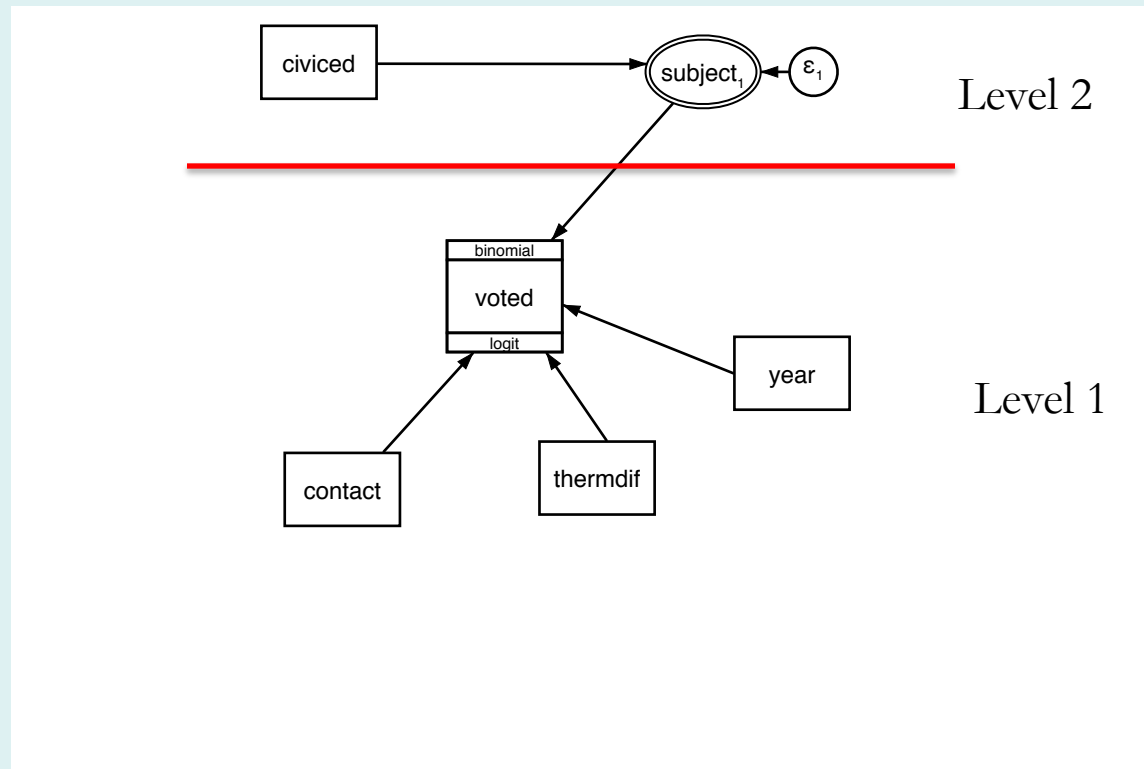 civiced
subject₁
ε₁
Level 2
binomial
voted
logit
year
Level 1
contact
thermdif